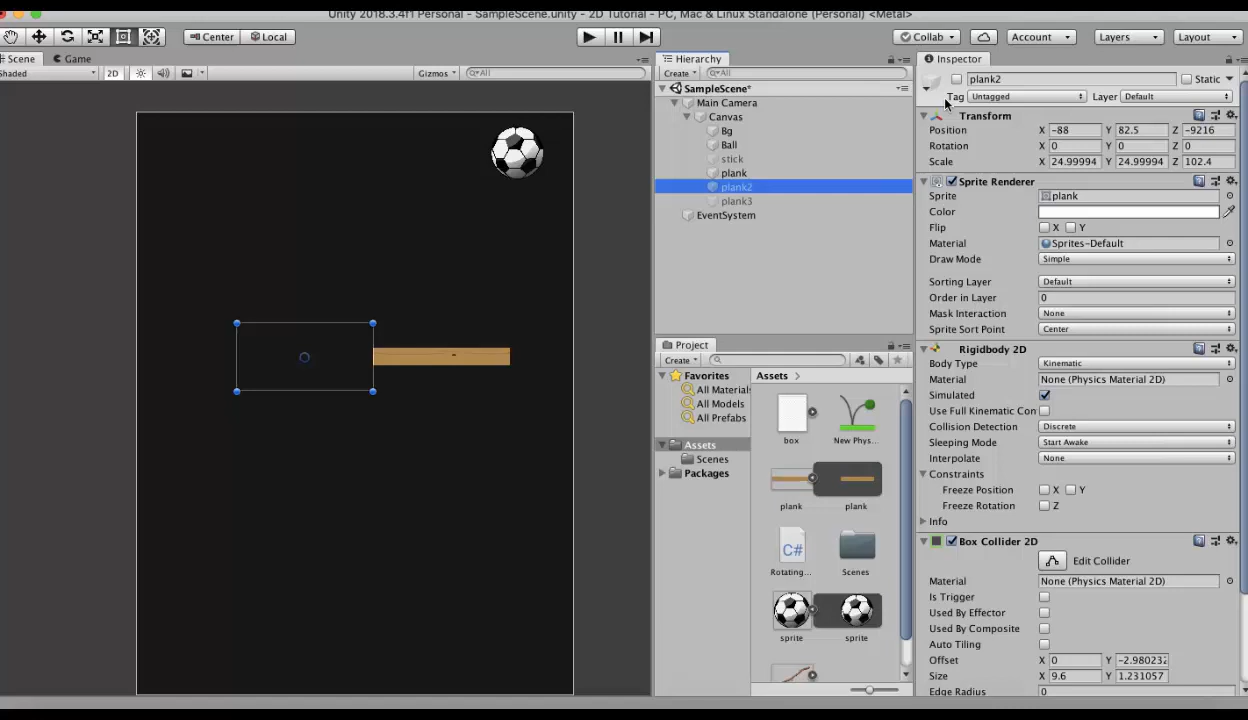 Unity 2018.3.4f1 Personal - SampleScene.unity - 2D Tutorial - PC, Mac & Linux Standalone (Personal) <Metal>
Center Local Collab Account Layers Layout
Scene Game Hierarchy Inspector
Shaded 2D Gizmos All Create All
plank2 Static
SampleScene*
Tag Untagged Layer Default
Main Camera
Canvas
Bg
Ball
stick
plank
plank2
plank3
EventSystem
Transform
Position X -88 Y 82.5 Z -9216
Rotation X 0 Y 0 Z 0
Scale X 24.99994 Y 24.99994 Z 102.4
Sprite Renderer
Sprite plank
Color
Flip X Y
Material Sprites-Default
Draw Mode Simple
Sorting Layer Default
Order in Layer 0
Mask Interaction None
Sprite Sort Point Center
Project
Create
Favorites
All Materials
All Models
All Prefabs
Assets
Scenes
Packages
Assets >
box New Phys...
plank plank
C#
Rotating... Scenes
sprite sprite
Rigidbody 2D
Body Type Kinematic
Material None (Physics Material 2D)
Simulated
Use Full Kinematic Con
Collision Detection Discrete
Sleeping Mode Start Awake
Interpolate None
Constraints
Freeze Position X Y
Freeze Rotation Z
Info
Box Collider 2D
Edit Collider
Material None (Physics Material 2D)
Is Trigger
Used By Effector
Used By Composite
Auto Tiling
Offset X 0 Y -2.980232
Size X 9.6 Y 1.231057
Edge Radius 0